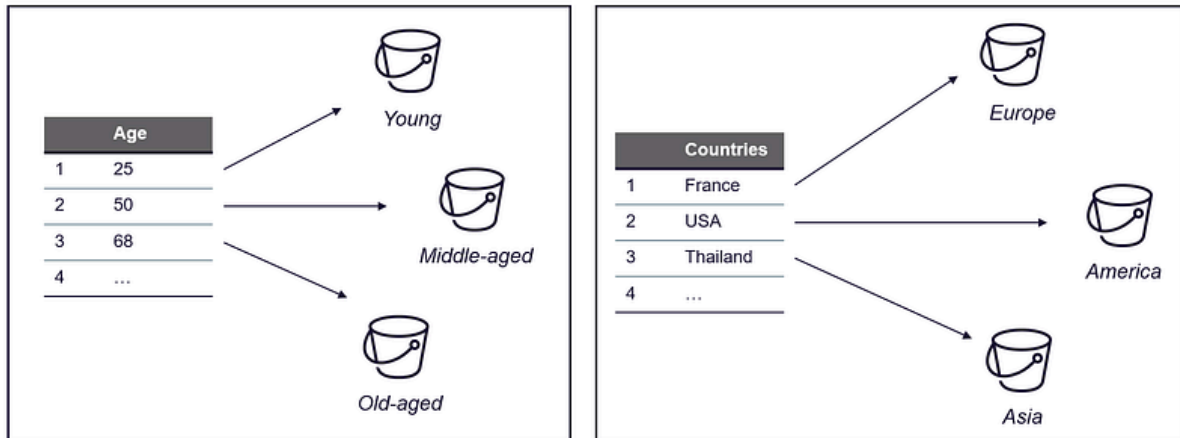 Age
1 25
2 50
3 68
4 ...
Young
Middle-aged
Old-aged
Countries
1 France
2 USA
3 Thailand
4 ...
Europe
America
Asia